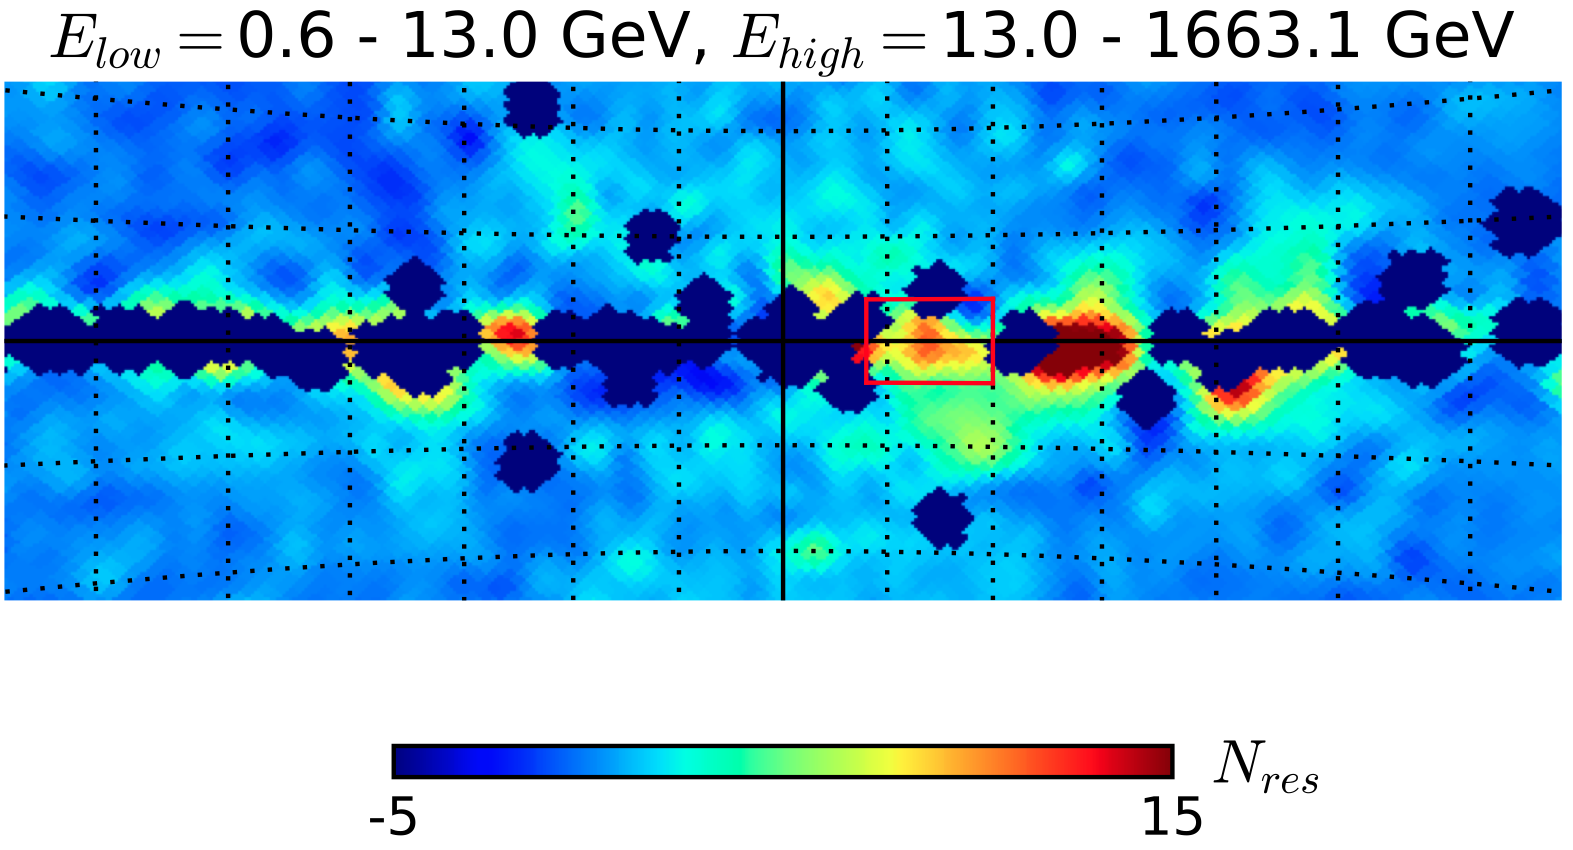 E_low = 0.6 - 13.0 GeV, E_high = 13.0 - 1663.1 GeV
N_res
-5 15